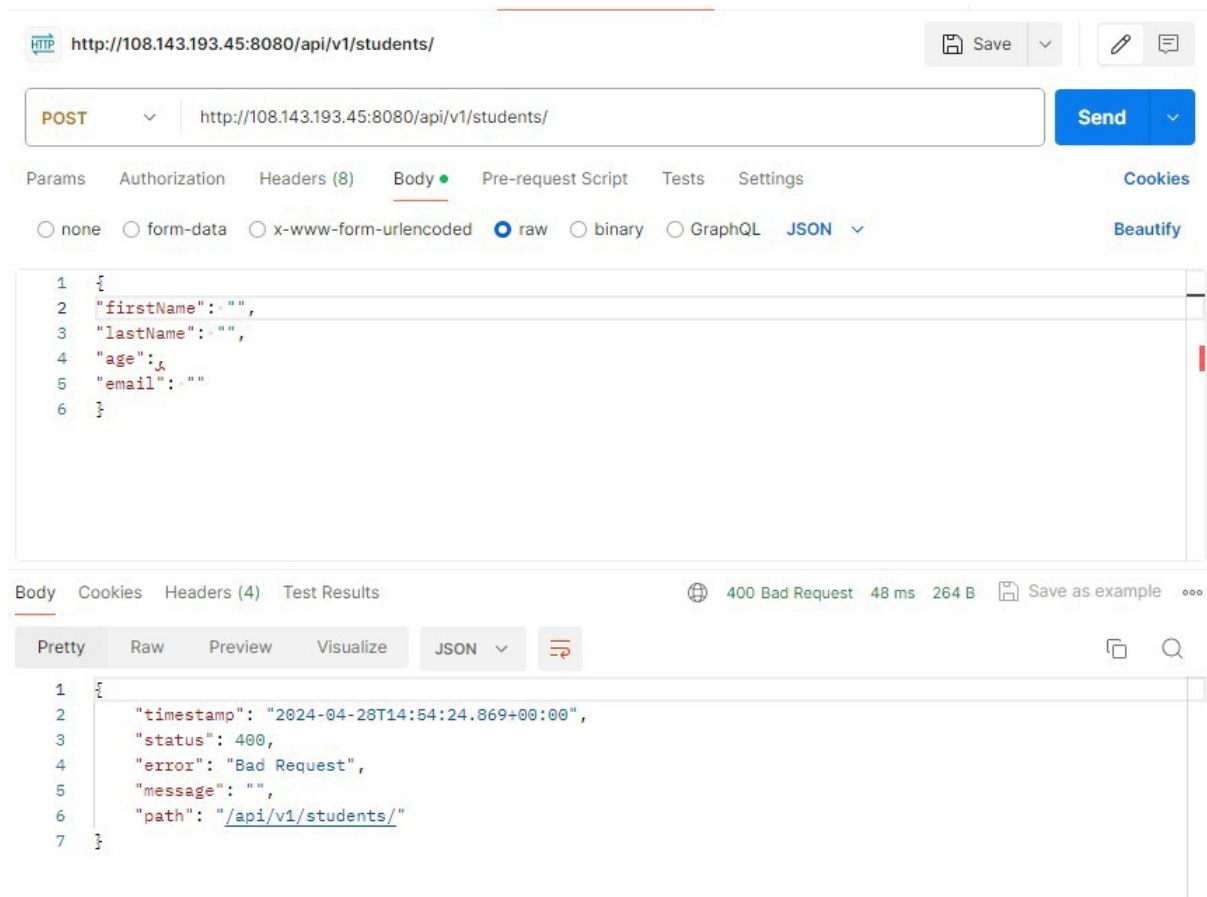 HTTP http://108.143.193.45:8080/api/v1/students/ Save
POST http://108.143.193.45:8080/api/v1/students/ Send
Params Authorization Headers (8) Body Pre-request Script Tests Settings Cookies
none form-data x-www-form-urlencoded raw binary GraphQL JSON Beautify
1 {
2 "firstName": "",
3 "lastName": "",
4 "age":,
5 "email": ""
6 }
Body Cookies Headers (4) Test Results 400 Bad Request 48 ms 264 B Save as example
Pretty Raw Preview Visualize JSON
1 {
2 "timestamp": "2024-04-28T14:54:24.869+00:00",
3 "status": 400,
4 "error": "Bad Request",
5 "message": "",
6 "path": "/api/v1/students/"
7 }